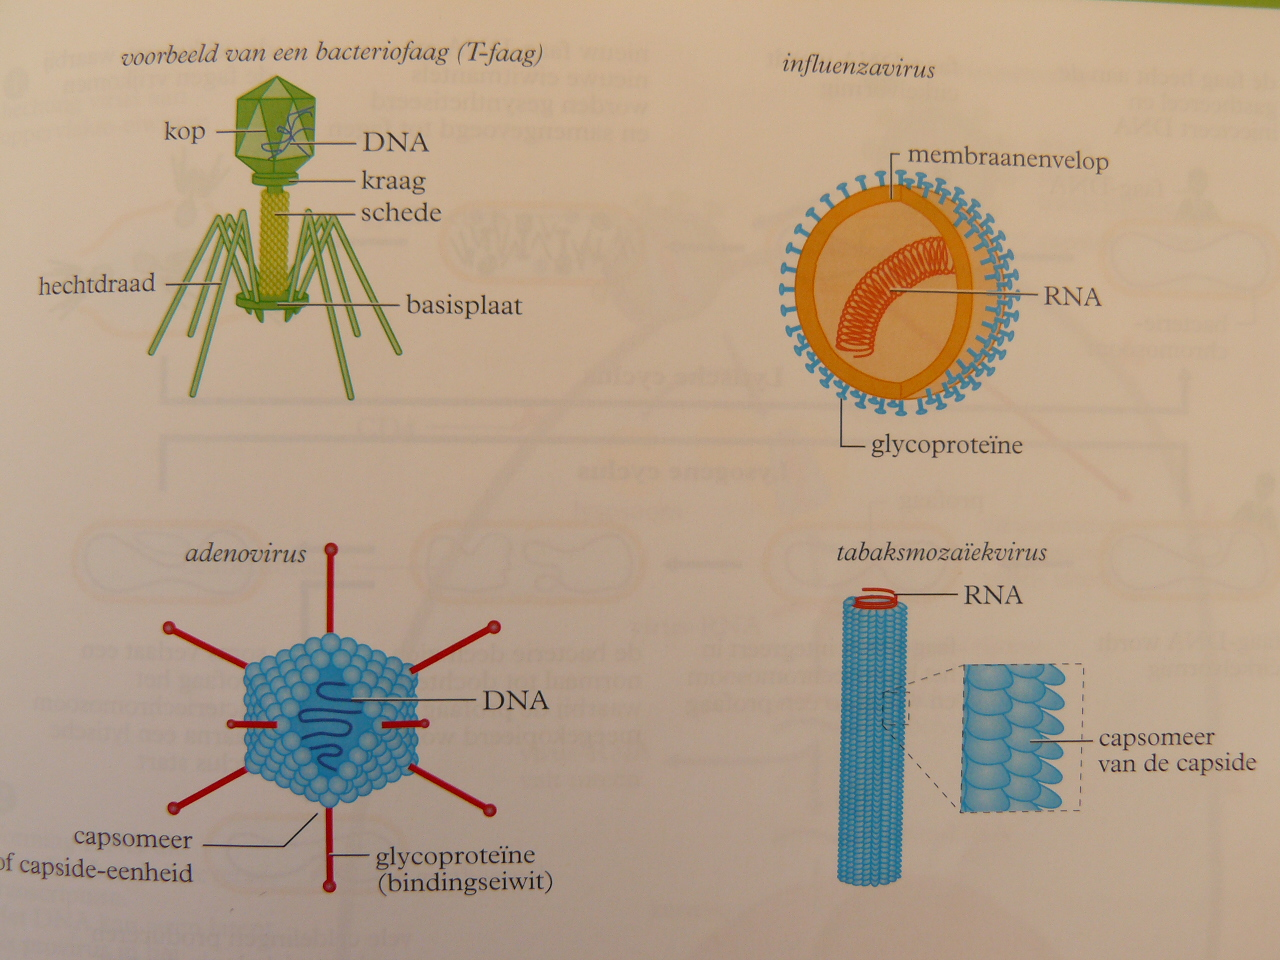 voorbeeld van een bacteriofaag (T-faag)
kop
DNA
kraag
schede
hechtdraad
basisplaat
influenzavirus
membraanenvelop
RNA
glycoproteïne
adenovirus
DNA
capsomeer
of capside-eenheid
glycoproteïne
(bindingseiwit)
tabaksmozaïekvirus
RNA
capsomeer
van de capside